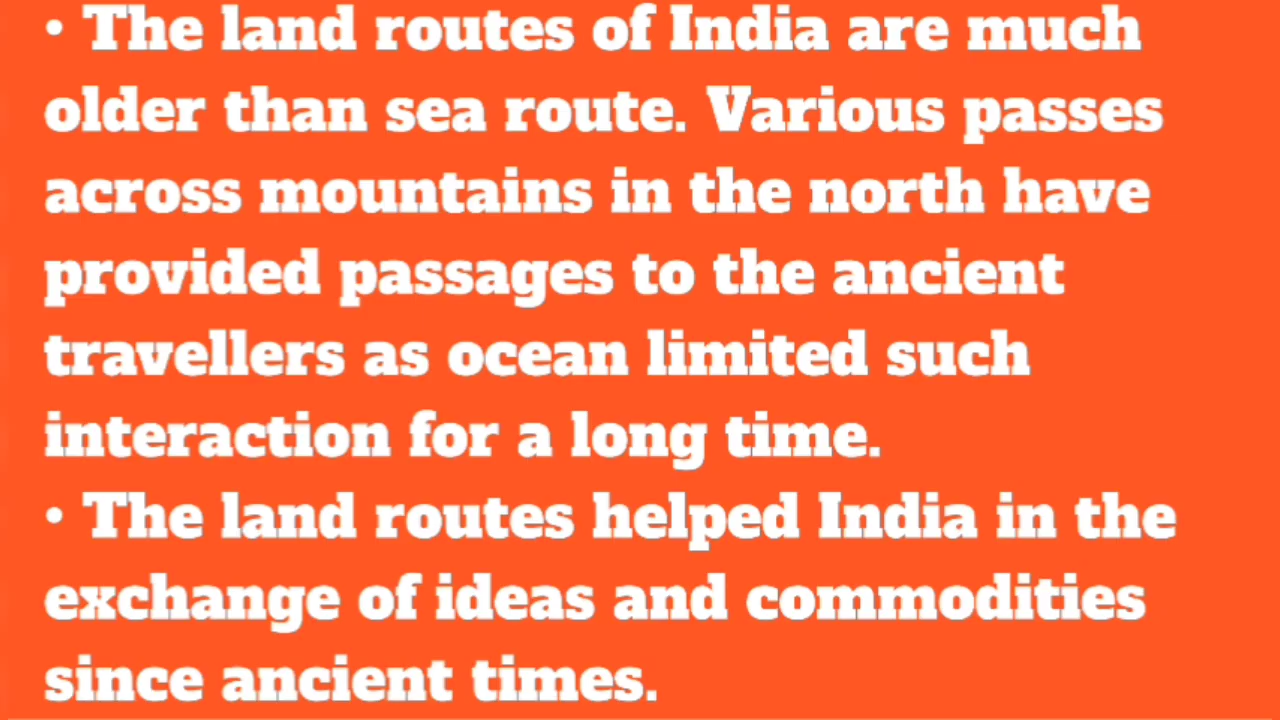 • The land routes of India are much
older than sea route. Various passes
across mountains in the north have
provided passages to the ancient
travellers as ocean limited such
interaction for a long time.
• The land routes helped India in the
exchange of ideas and commodities
since ancient times.